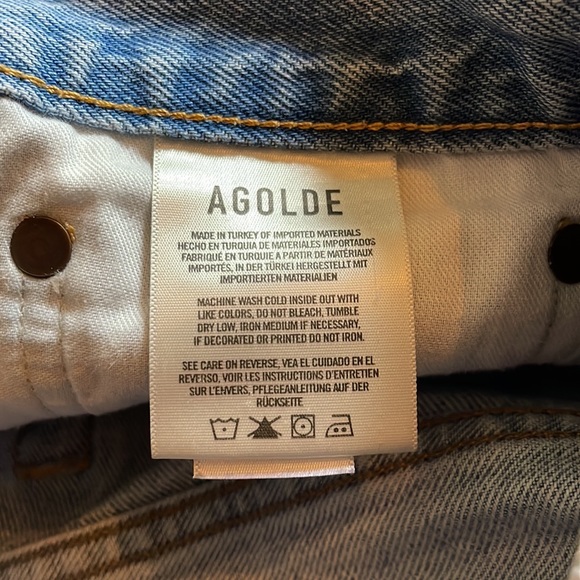 AGOLDE
MADE IN TURKEY OF IMPORTED MATERIALS
HECHO EN TURQUIA DE MATERIALES IMPORTADOS
FABRIQUÉ EN TURQUIE A PARTIR DE MATÉRIAUX
IMPORTÉS, IN DER TÜRKEI HERGESTELLT MIT
IMPORTIERTEN MATERIALIEN
MACHINE WASH COLD INSIDE OUT WITH
LIKE COLORS, DO NOT BLEACH, TUMBLE
DRY LOW, IRON MEDIUM IF NECESSARY,
IF DECORATED OR PRINTED DO NOT IRON.
SEE CARE ON REVERSE, VEA EL CUIDADO EN EL
REVERSO, VOIR LES INSTRUCTIONS D'ENTRETIEN
SUR L'ENVERS, PFLEGEANLEITUNG AUF DER
RÜCKSEITE